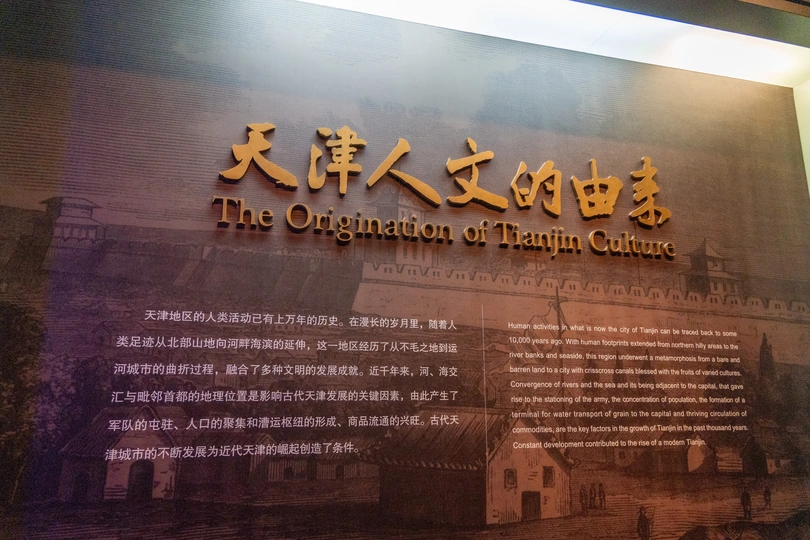 天津人文的由来
The Origination of Tianjin Culture
天津地区的人类活动已有上万年的历史。在漫长的岁月里，随着人
类足迹从北部山地向河畔海滨的延伸，这一地区经历了从不毛之地到运
河城市的曲折过程，融合了多种文明的发展成就。近千年来，河、海交
汇与毗邻首都的地理位置是影响古代天津发展的关键因素，由此产生了
军队的屯驻、人口的聚集和漕运枢纽的形成、商品流通的兴旺。古代天
津城市的不断发展为近代天津的崛起创造了条件。
Human activities in what is now the city of Tianjin can be traced back to some
10,000 years ago. With human footprints extended from northern hilly areas to the
river banks and seaside, this region underwent a metamorphosis from a bare and
barren land to a city with crisscross canals blessed with the fruits of varied cultures.
Convergence of rivers and the sea and its being adjacent to the capital, that gave
rise to the stationing of the army, the concentration of population, the formation of a
terminal for water transport of grain to the capital and thriving circulation of
commodities, are the key factors in the growth of Tianjin in the past thousand years.
Constant development contributed to the rise of a modern Tianjin.